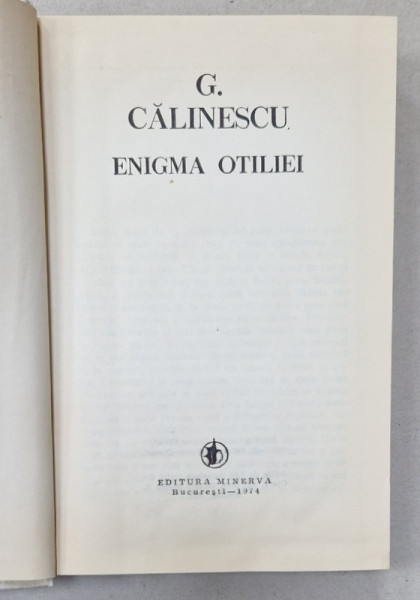 G.
CĂLINESCU
ENIGMA OTILIEI
EDITURA MINERVA
București—1974